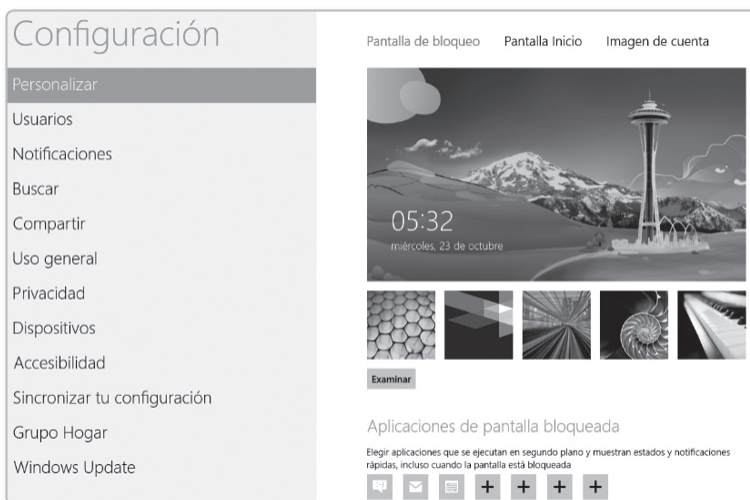 Configuración
Personalizar
Usuarios
Notificaciones
Buscar
Compartir
Uso general
Privacidad
Dispositivos
Accesibilidad
Sincronizar tu configuración
Grupo Hogar
Windows Update
Pantalla de bloqueo Pantalla Inicio Imagen de cuenta
05:32
miércoles, 23 de octubre
Examinar
Aplicaciones de pantalla bloqueada
Elegir aplicaciones que se ejecutan en segundo plano y muestran estados y notificaciones
rápidas, incluso cuando la pantalla está bloqueada